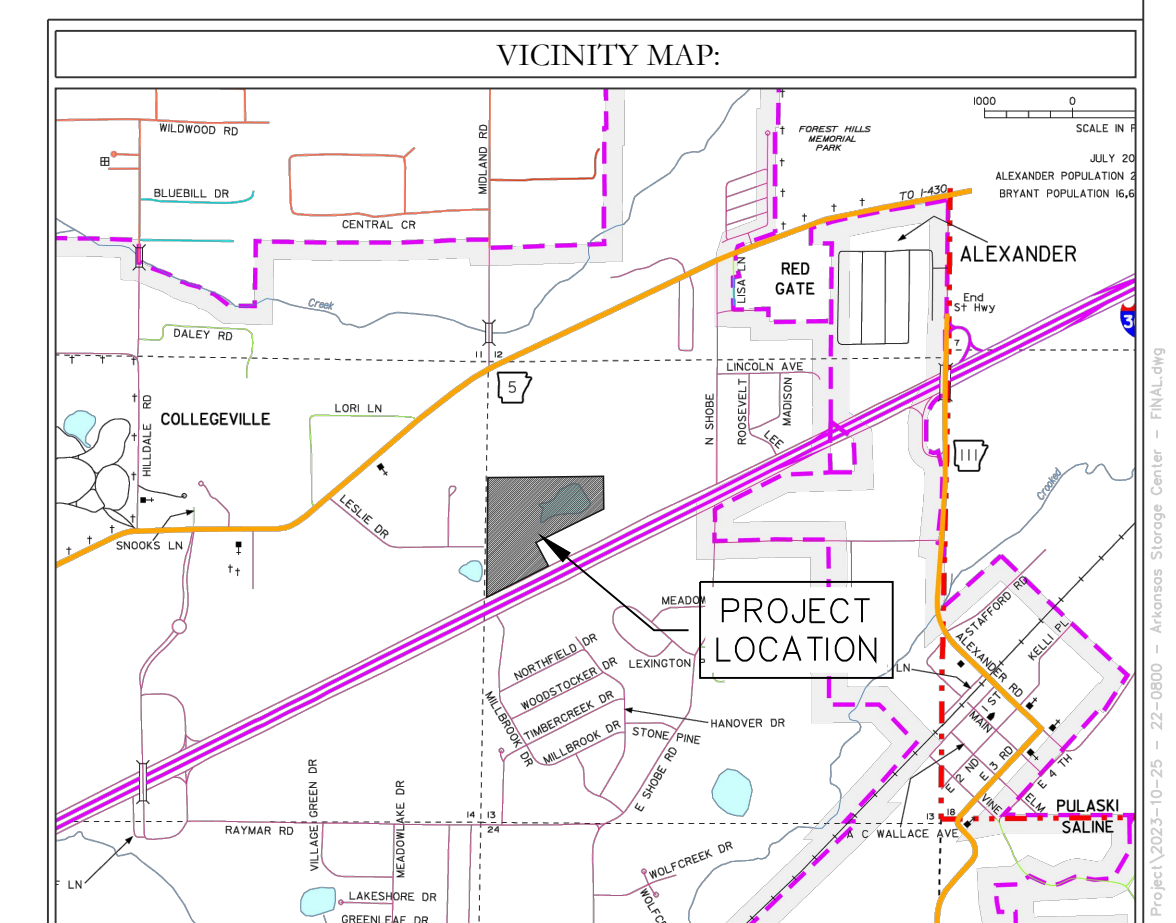 VICINITY MAP:
WILDWOOD RD
BLUEBILL DR
CENTRAL CR
MIDLAND RD
FOREST HILLS
MEMORIAL
PARK
1000
0
SCALE IN F
JULY 20
ALEXANDER POPULATION 2
BRYANT POPULATION 16,6
TO I-430
ALEXANDER
LISA LN
RED
GATE
End
St Hwy
Creek
DALEY RD
11
12
7
5
LINCOLN AVE
LORI LN
COLLEGEVILLE
HILLDALE RD
N SHOBE
ROOSEVELT
MADISON
LEE
111
Crooked
LESLIE DR
SNOOKS LN
MEADOW
PROJECT
LOCATION
LEXINGTON P
STAFFORD RD
ALEXANDER RD
KELLI PL
LN
1 ST
MAIN
NORTHFIELD DR
WOODSTOCKER DR
TIMBERCREEK DR
MILLBROOK DR
MILLBROOK DR
HANOVER DR
STONE PINE
E SHOBE RD
E 2 ND
E 3 RD
E 4 TH
VINE
ELM
PULASKI
SALINE
VILLAGE GREEN DR
MEADOWLAKE DR
14
13
24
13
18
RAYMAR RD
A C WALLACE AVE
WOLFCREEK DR
WOLFC
F LN
LAKESHORE DR
GREENLEAF DR
Project\2023-10-25 - 22-0800 - Arkansas Storage Center - FINAL.dwg